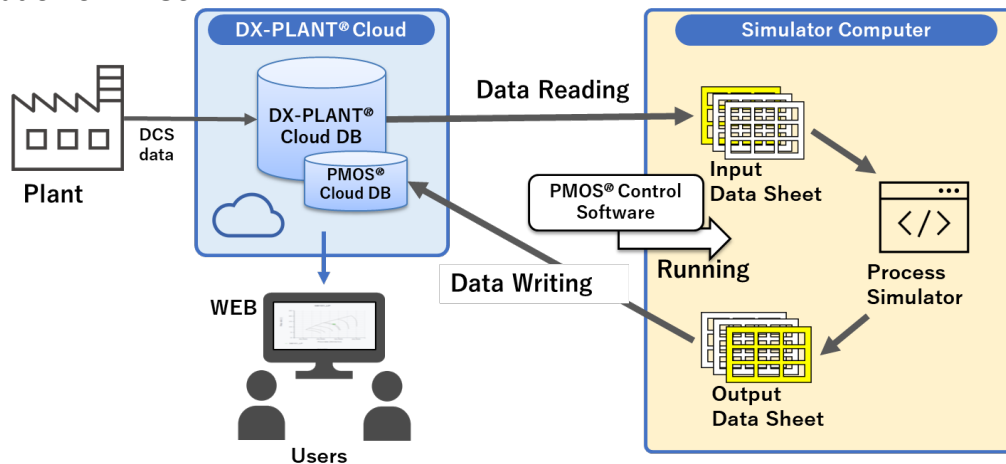 DX-PLANT® Cloud
Simulator Computer
DX-PLANT®
Cloud DB
PMOS®
Cloud DB
DCS
data
Plant
Data Reading
Input
Data Sheet
PMOS® Control
Software
Running
Process
Simulator
Data Writing
WEB
Output
Data Sheet
Users